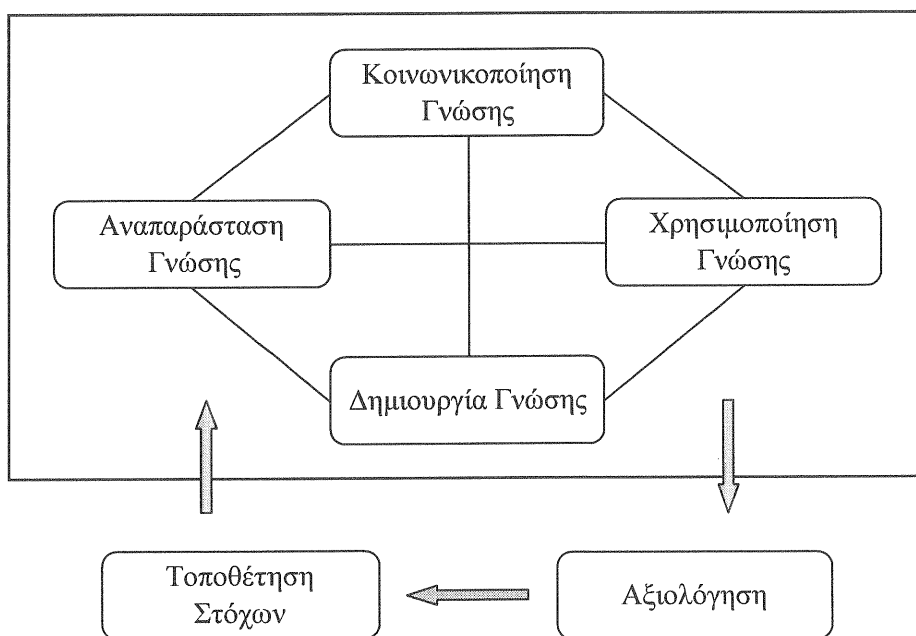 Κοινωνικοποίηση
Γνώσης
Αναπαράσταση
Γνώσης
Χρησιμοποίηση
Γνώσης
Δημιουργία Γνώσης
Τοποθέτηση
Στόχων
Αξιολόγηση